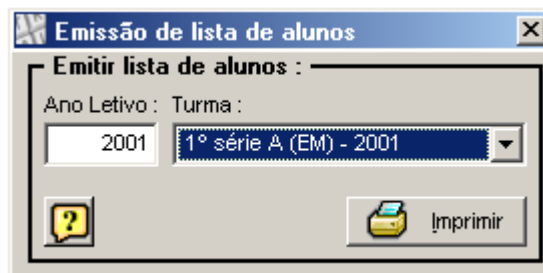 Emissão de lista de alunos
Emitir lista de alunos :
Ano Letivo : Turma :
2001 1º série A (EM) - 2001
? Imprimir